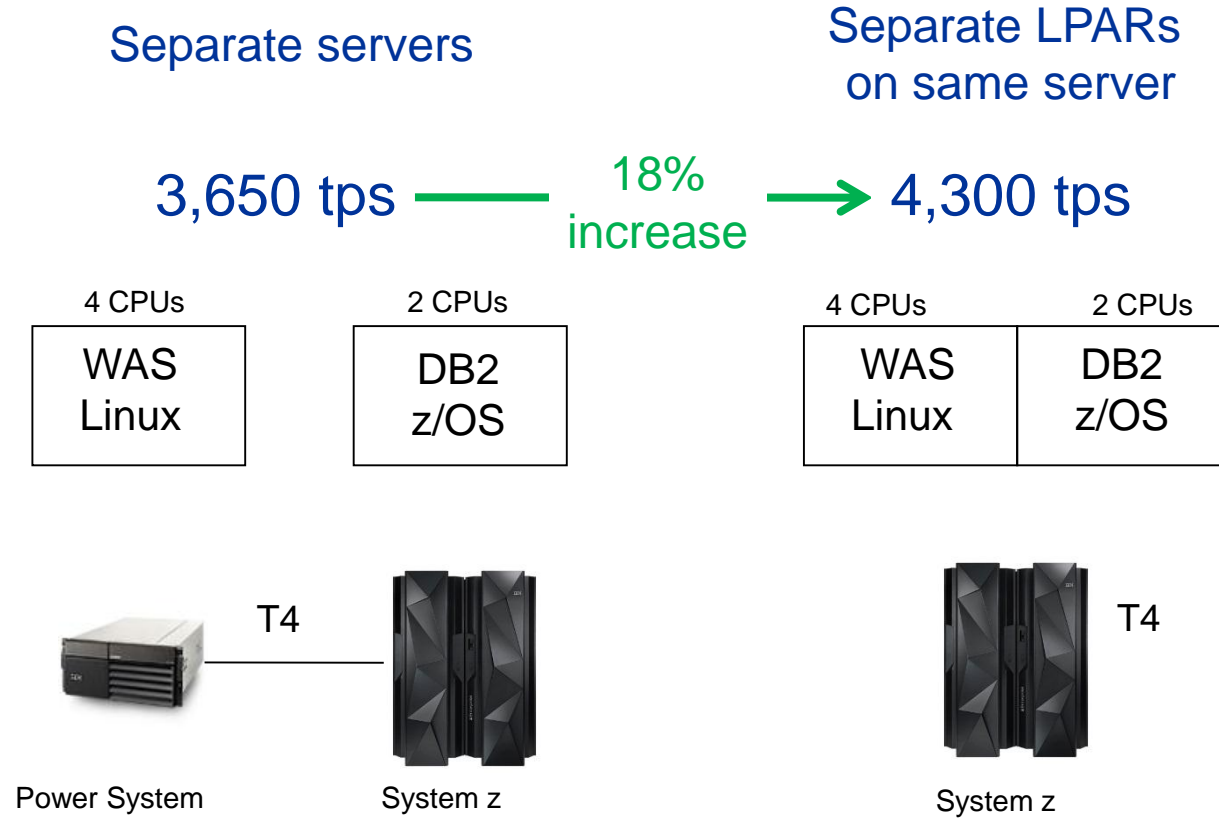 Separate servers
Separate LPARs
on same server
3,650 tps
18%
increase
4,300 tps
4 CPUs
2 CPUs
4 CPUs
2 CPUs
WAS
Linux
DB2
z/OS
WAS
Linux
DB2
z/OS
T4
T4
Power System
System z
System z